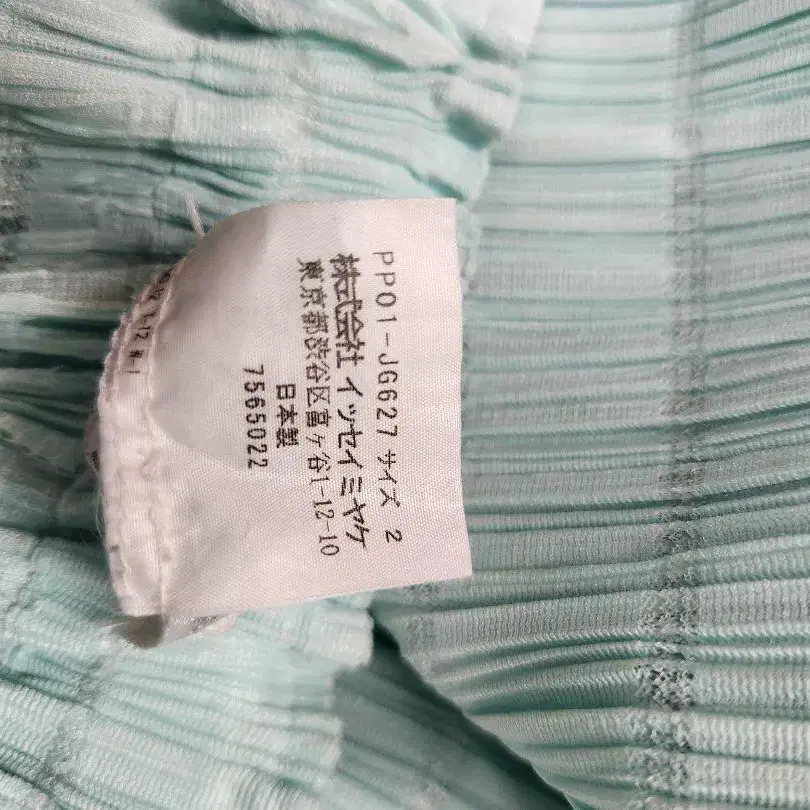 PP01-JG627 サイズ 2
株式会社 イッセイミヤケ
東京都渋谷区富ヶ谷1-12-10
日本製
7565022